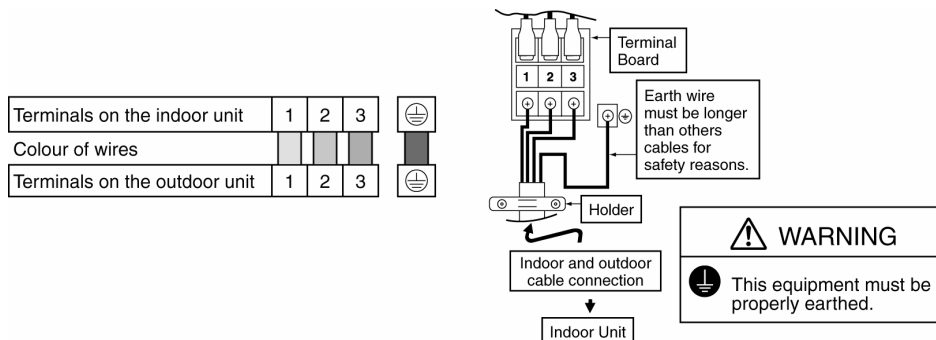 Terminals on the indoor unit 1 2 3
Colour of wires
Terminals on the outdoor unit 1 2 3
Terminal
Board
1 2 3
Earth wire
must be longer
than others
cables for
safety reasons.
Holder
Indoor and outdoor
cable connection
Indoor Unit
WARNING
This equipment must be
properly earthed.